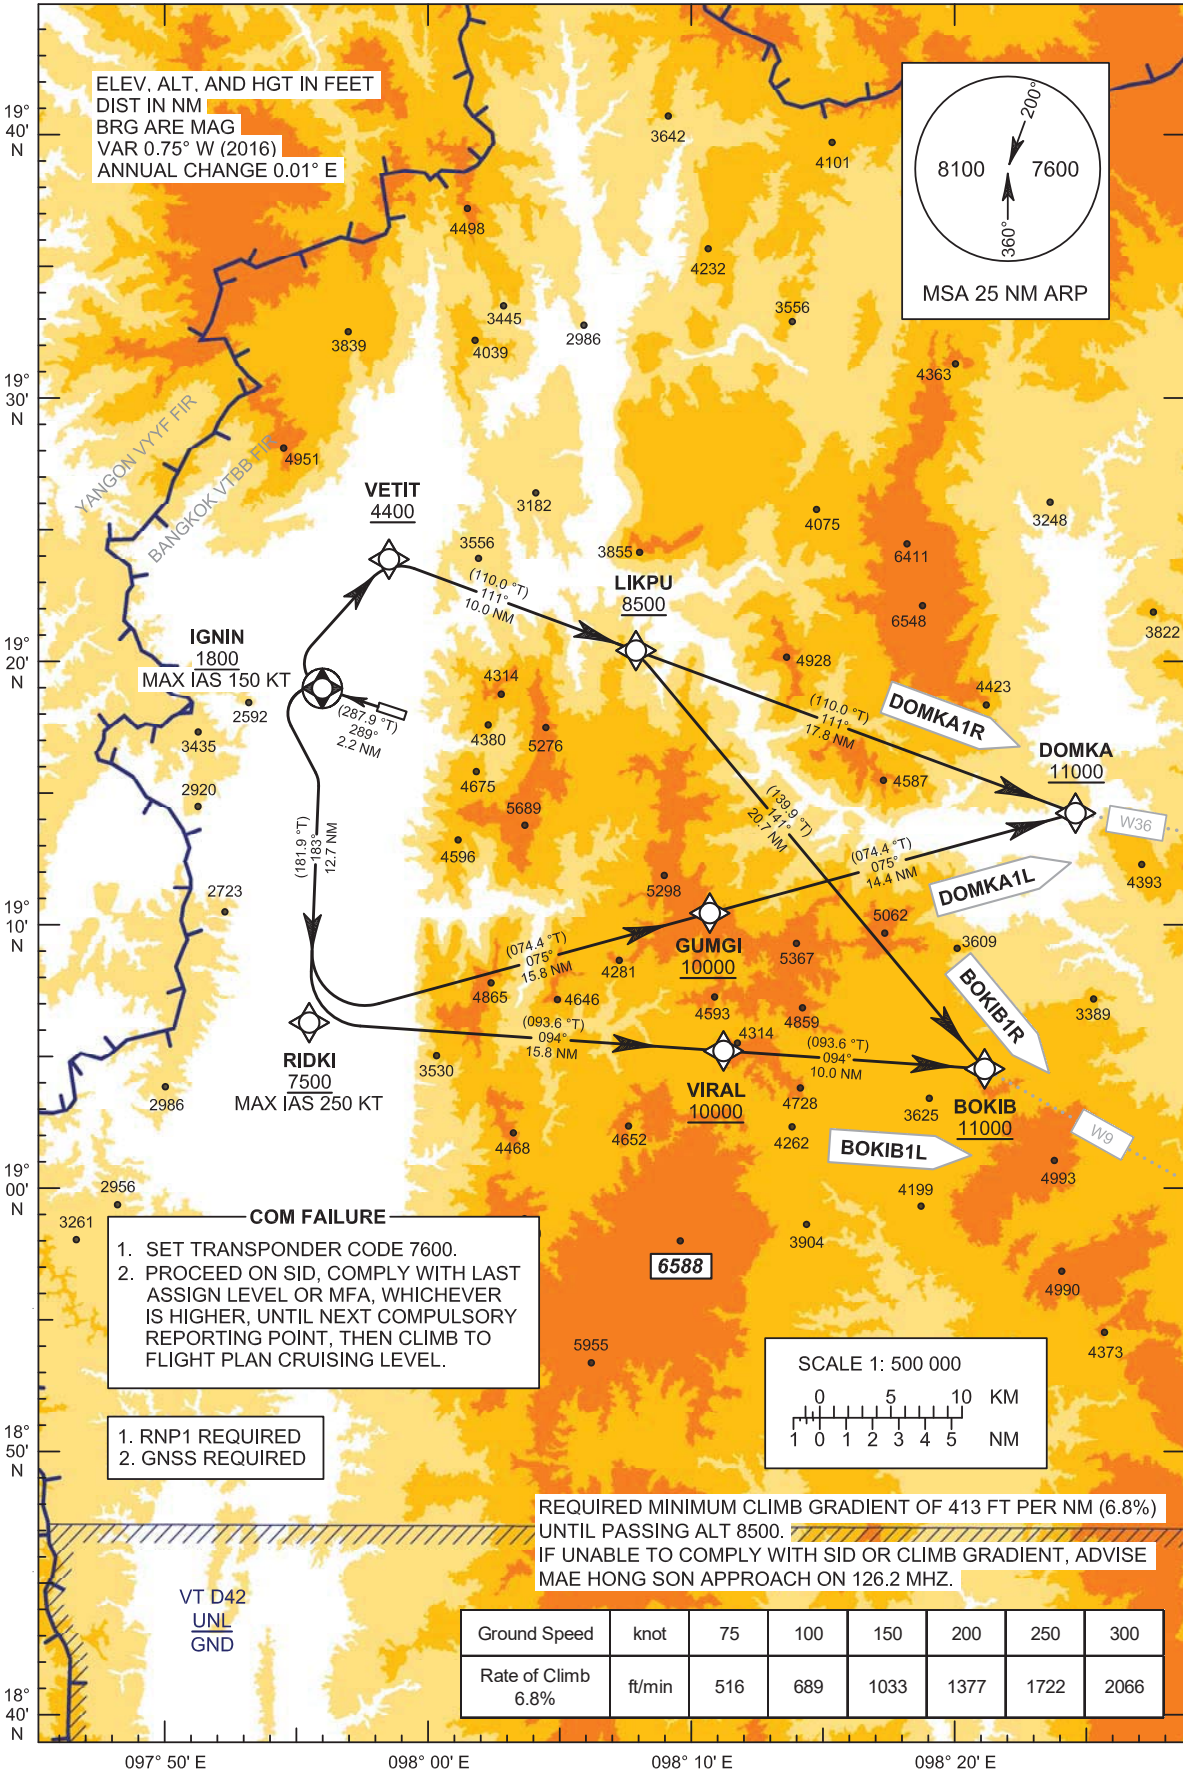 ELEV, ALT, AND HGT IN FEET
DIST IN NM
BRG ARE MAG
VAR 0.75° W (2016)
ANNUAL CHANGE 0.01° E
19°
40'
N
3642
4101
200°
8100
7600
360°
MSA 25 NM ARP
4498
4232
3445
4039
2986
3556
3839
4363
19°
30'
N
YANGON VYYF FIR
BANGKOK VTBB FIR
4951
VETIT
4400
3182
4075
3248
3556
3855
6411
(110.0 °T)
111°
10.0 NM
LIKPU
8500
6548
3822
IGNIN
1800
MAX IAS 150 KT
19°
20'
N
4928
4314
4423
2592
(287.9 °T)
289°
2.2 NM
(110.0 °T)
111°
17.8 NM
DOMKA1R
3435
4380
5276
DOMKA
11000
4675
4587
2920
5689
(139.9 °T)
141°
20.7 NM
W36
4596
(181.9 °T)
183°
12.7 NM
(074.4 °T)
075°
14.4 NM
4393
5298
DOMKA1L
2723
19°
10'
N
5062
GUMGI
10000
(074.4 °T)
075°
15.8 NM
5367
3609
4281
4865
4646
4593
4859
BOKIB1R
3389
4314
(093.6 °T)
094°
15.8 NM
(093.6 °T)
094°
10.0 NM
RIDKI
7500
MAX IAS 250 KT
3530
VIRAL
10000
2986
4728
3625
BOKIB
11000
W9
4468
4652
4262
BOKIB1L
4993
19°
00'
N
2956
4199
3261
3904
6588
4990
COM FAILURE
1. SET TRANSPONDER CODE 7600.
2. PROCEED ON SID, COMPLY WITH LAST
ASSIGN LEVEL OR MFA, WHICHEVER
IS HIGHER, UNTIL NEXT COMPULSORY
REPORTING POINT, THEN CLIMB TO
FLIGHT PLAN CRUISING LEVEL.
5955
4373
SCALE 1: 500 000
0 5 10 KM
1 0 1 2 3 4 5 NM
1. RNP1 REQUIRED
2. GNSS REQUIRED
18°
50'
N
REQUIRED MINIMUM CLIMB GRADIENT OF 413 FT PER NM (6.8%)
UNTIL PASSING ALT 8500.
IF UNABLE TO COMPLY WITH SID OR CLIMB GRADIENT, ADVISE
MAE HONG SON APPROACH ON 126.2 MHZ.
VT D42
UNL
GND
Ground Speed knot 75 100 150 200 250 300
Rate of Climb
6.8% ft/min 516 689 1033 1377 1722 2066
18°
40'
N
097° 50' E 098° 00' E 098° 10' E 098° 20' E